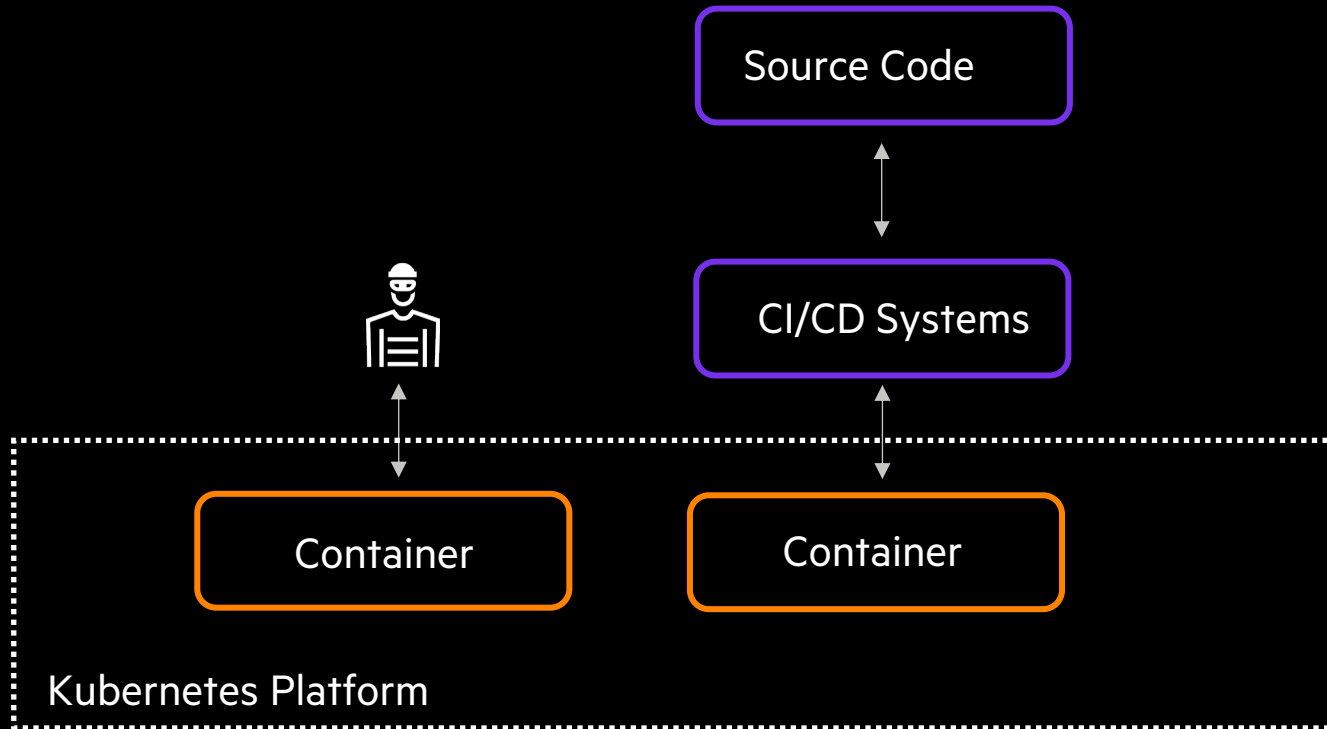 Source Code
CI/CD Systems
Container
Container
Kubernetes Platform